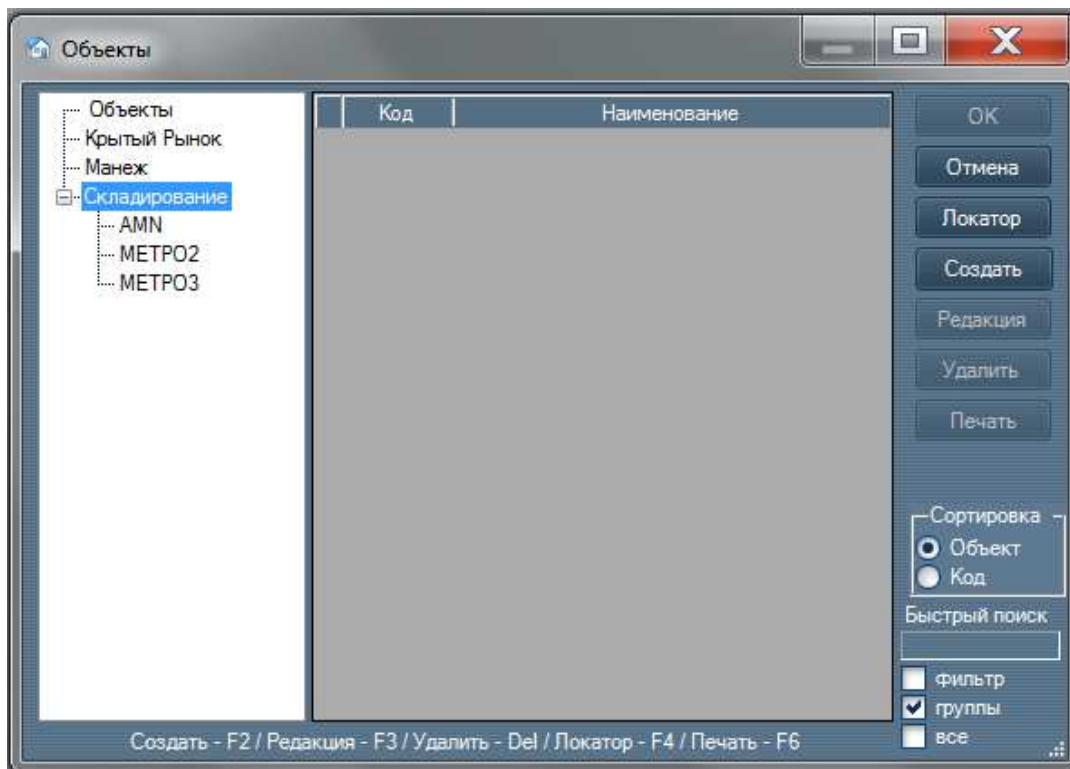 Объекты
Объекты
Крытый Рынок
Манеж
Складирование
AMN
МЕТРО2
МЕТРО3
Код Наименование
OK
Отмена
Локатор
Создать
Редакция
Удалить
Печать
Сортировка
Объект
Код
Быстрый поиск
фильтр
группы
все
Создать - F2 / Редакция - F3 / Удалить - Del / Локатор - F4 / Печать - F6